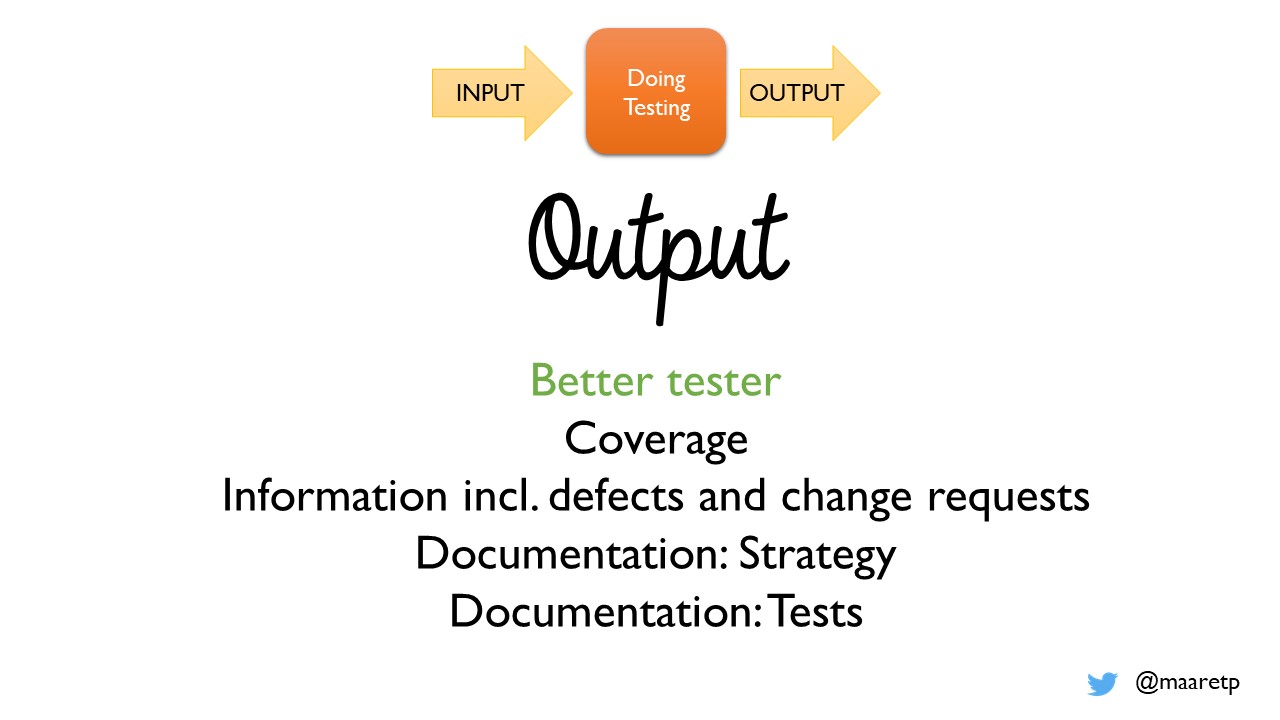 INPUT
Doing
Testing
OUTPUT
Output
Better tester
Coverage
Information incl. defects and change requests
Documentation: Strategy
Documentation: Tests
@maaretp